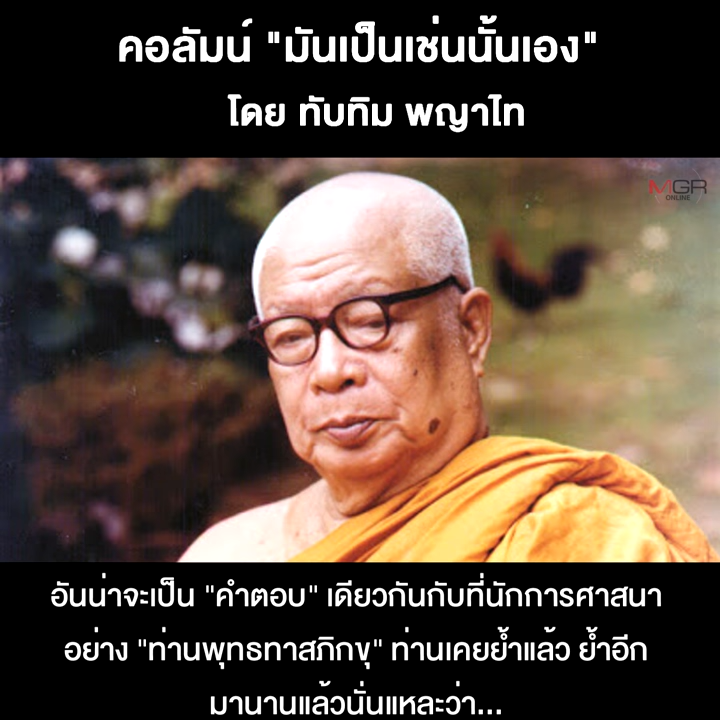 คอลัมน์ "มันเป็นเช่นนั้นเอง"
โดย ทับทิม พญาไท
MGR
ONLINE
อันน่าจะเป็น "คำตอบ" เดียวกันกับที่นักการศาสนา
อย่าง "ท่านพุทธทาสภิกขุ" ท่านเคยย้ำแล้ว ย้ำอีก
มานานแล้วนั่นแหละว่า...